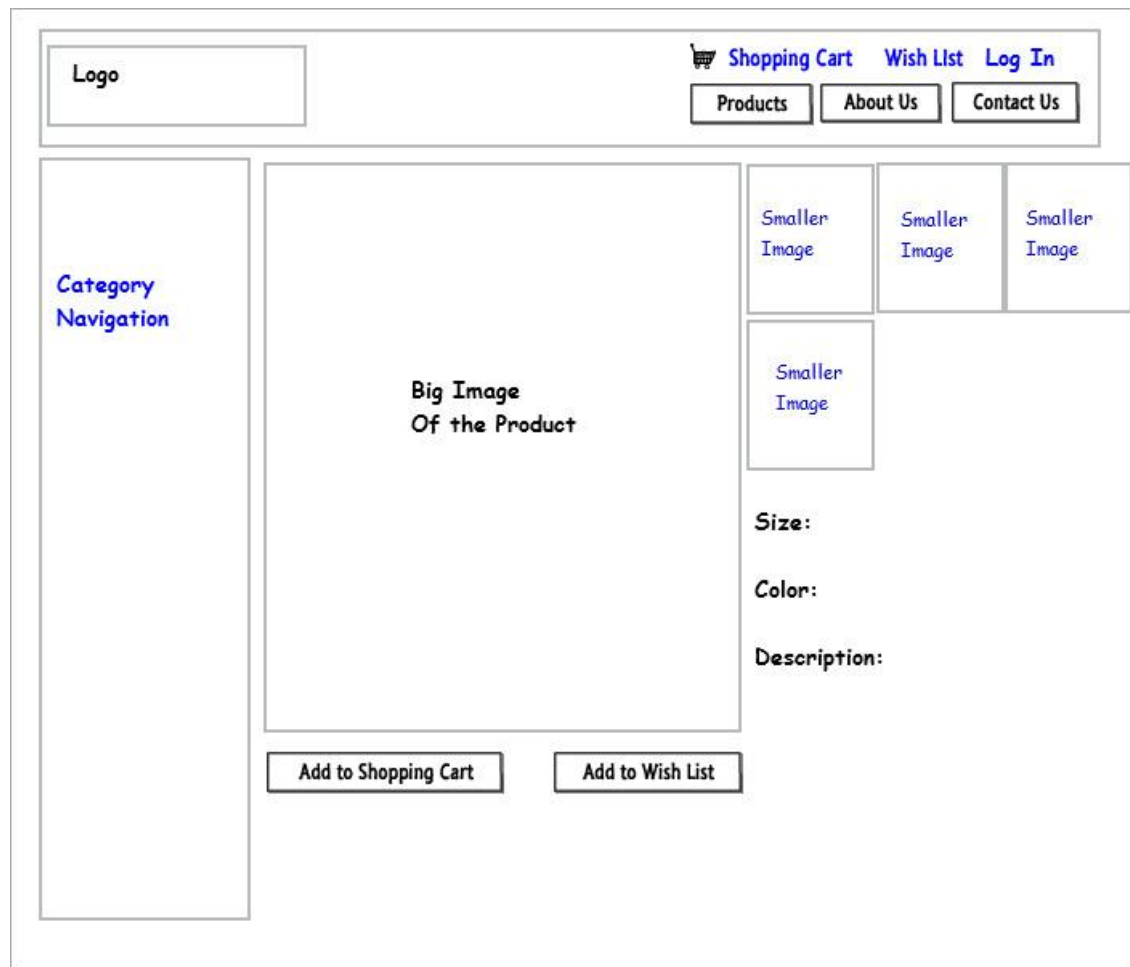 Logo
Shopping Cart
Wish LIst
Log In
Products
About Us
Contact Us
Category
Navigation
Big Image
Of the Product
Smaller
Image
Smaller
Image
Smaller
Image
Smaller
Image
Size:
Color:
Description:
Add to Shopping Cart
Add to Wish List